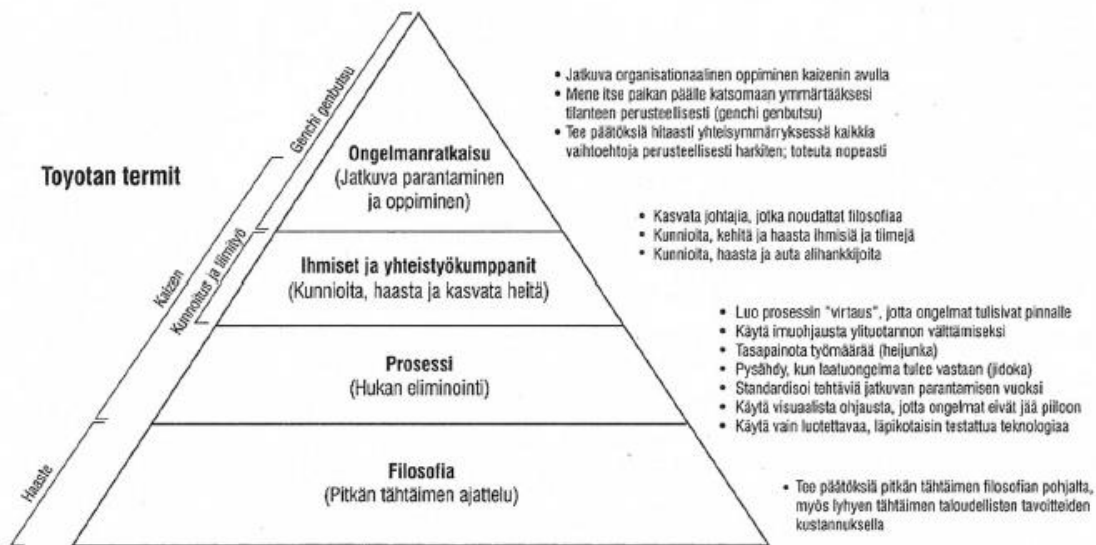 Toyotan termit
Genchi genbutsu
Kaizen
Kunnoitus ja tiimityö
Haaste
Ongelmanratkaisu
(Jatkuva parantaminen
ja oppiminen)
• Jatkuva organisationaalinen oppiminen kaizenin avulla
• Mene itse paikan päälle katsomaan ymmärtääksesi
tilanteen perusteellisesti (genchi genbutsu)
• Tee päätöksiä hitaasti yhteisymmärryksessä kaikkia
vaihtoehtoja perusteellisesti harkiten; toteuta nopeasti
Ihmiset ja yhteistyökumppanit
(Kunnioita, haasta ja kasvata heitä)
• Kasvata johtajia, jotka noudattat filosofiaa
• Kunnioita, kehitä ja haasta ihmisiä ja tiimejä
• Kunnioita, haasta ja auta alihankkijoita
Prosessi
(Hukan eliminointi)
• Luo prosessin "virtaus", jotta ongelmat tulisivat pinnalle
• Käytä imuohjausta ylituotannon välttämiseksi
• Tasapainota työmäärää (heijunka)
• Pysähdy, kun laatuongelma tulee vastaan (jidoka)
• Standardisoi tehtäviä jatkuvan parantamisen vuoksi
• Käytä visuaalista ohjausta, jotta ongelmat eivät jää piiloon
• Käytä vain luotettavaa, läpikotaisin testattua teknologiaa
Filosofia
(Pitkän tähtäimen ajattelu)
• Tee päätöksiä pitkän tähtäimen filosofian pohjalta,
myös lyhyen tähtäimen taloudellisten tavoitteiden
kustannuksella